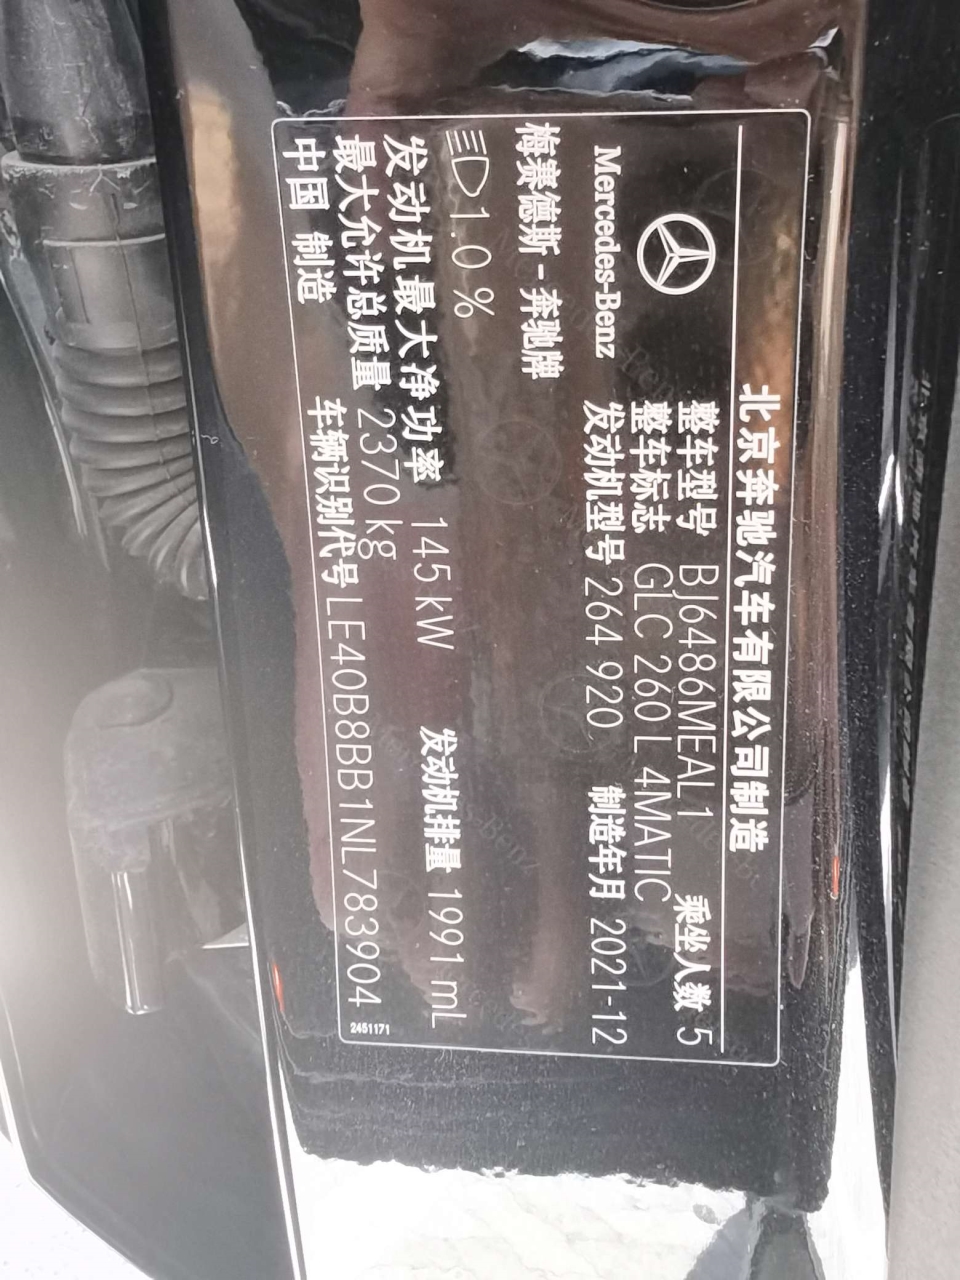 北京奔驰汽车有限公司制造
整车型号 BJ6486MEAL1 乘坐人数 5
整车标志 GLC 260 L 4MATIC
Mercedes-Benz
发动机型号 264 920 制造年月 2021-12
梅赛德斯-奔驰牌
1.0 %
发动机最大净功率 145 kW 发动机排量 1991 mL
最大允许总质量 2370 kg
中国 制造 车辆识别代号 LE40B8BB1NL783904
2451171